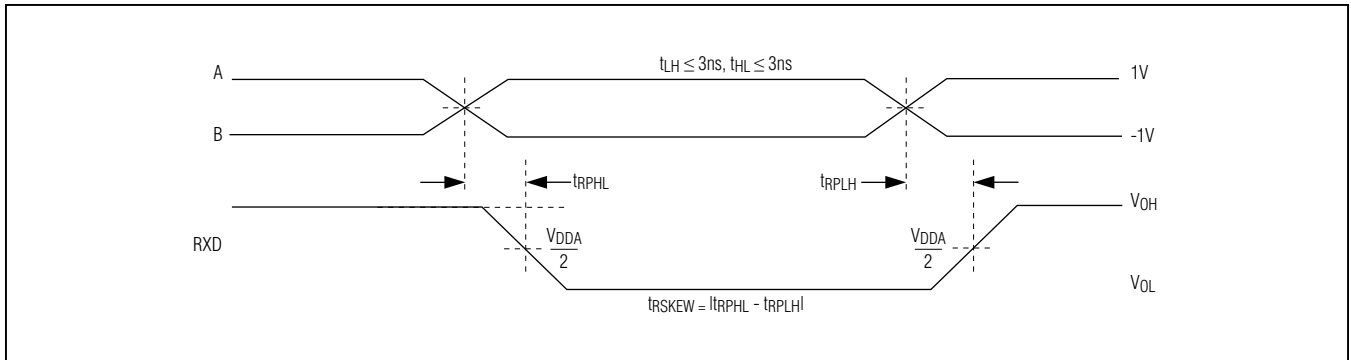 A
tLH ≤ 3ns, tHL ≤ 3ns
1V
B
-1V
tRPHL
tRPLH
VOH
RXD
VDDA
2
VDDA
2
VOL
tRSKEW = |tRPHL - tRPLH|